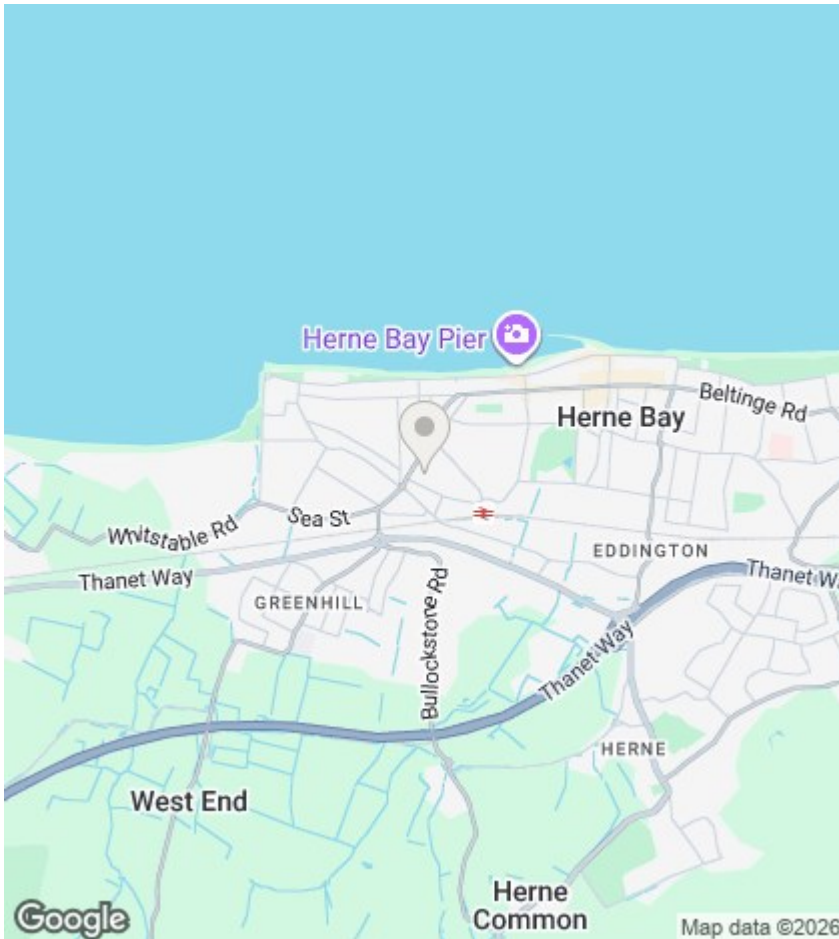 Herne Bay Pier
Beltinge Rd
Herne Bay
Whitstable Rd
Sea St
EDDINGTON
Thanet Way
Thanet Wa
GREENHILL
Bullockstone Rd
Thanet Way
HERNE
West End
Herne
Common
Google
Map data ©2026